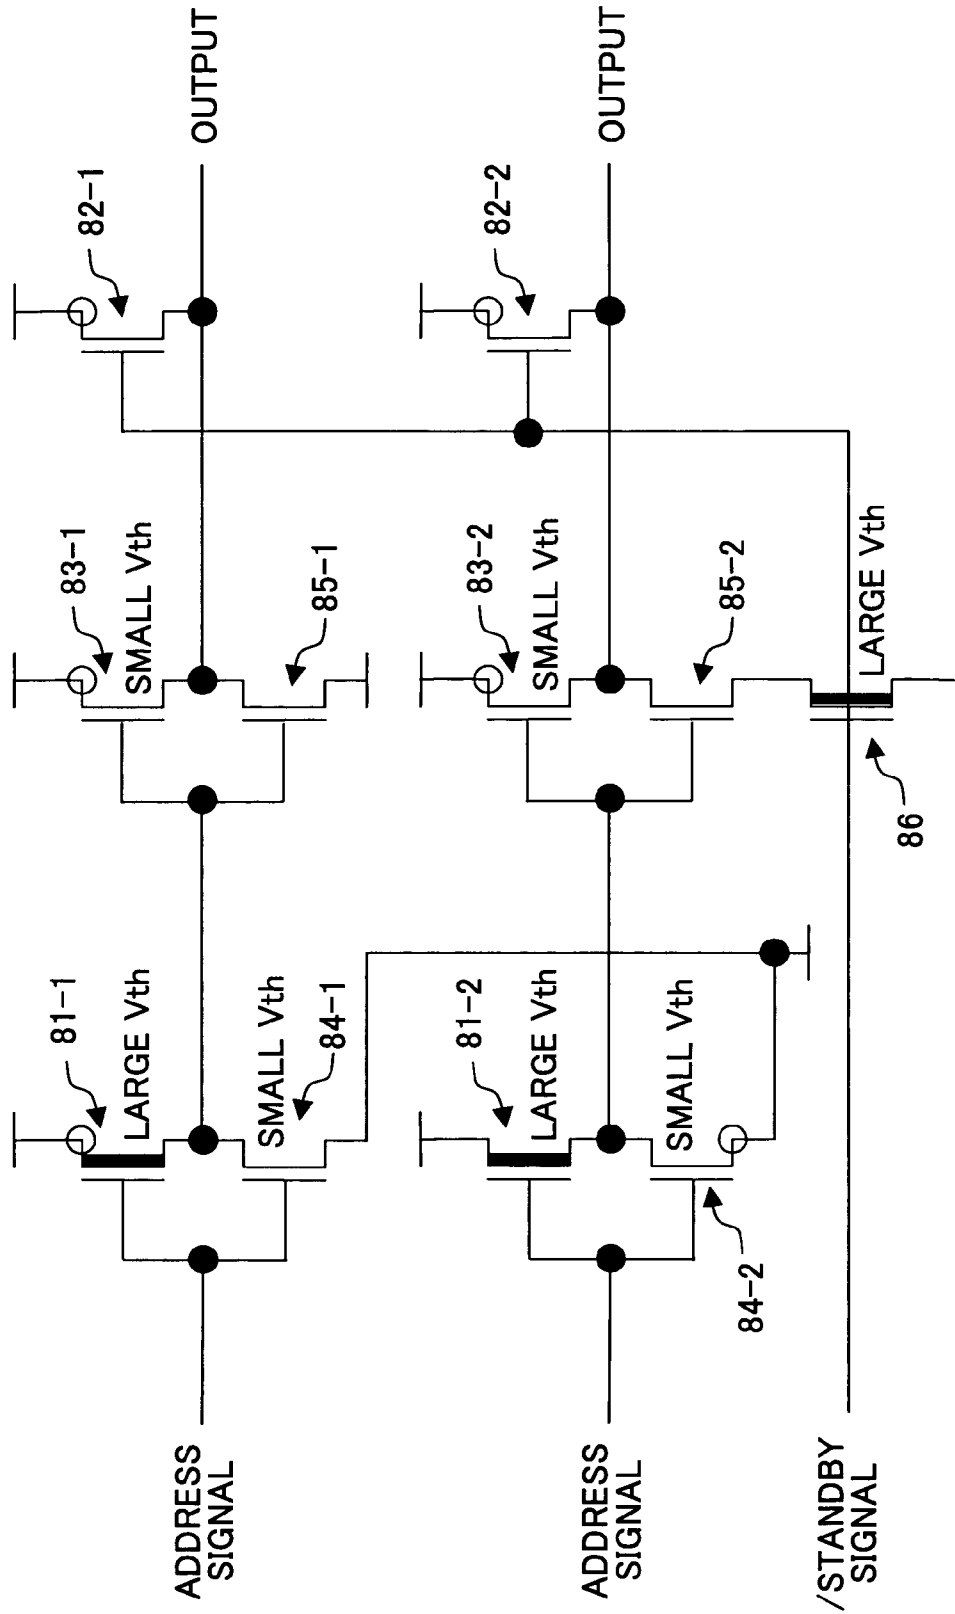 82-1
OUTPUT
83-1
SMALL Vth
85-1
81-1
LARGE Vth
SMALL Vth
84-1
ADDRESS
SIGNAL
82-2
OUTPUT
83-2
SMALL Vth
85-2
81-2
LARGE Vth
SMALL Vth
84-2
ADDRESS
SIGNAL
LARGE Vth
86
/STANDBY
SIGNAL